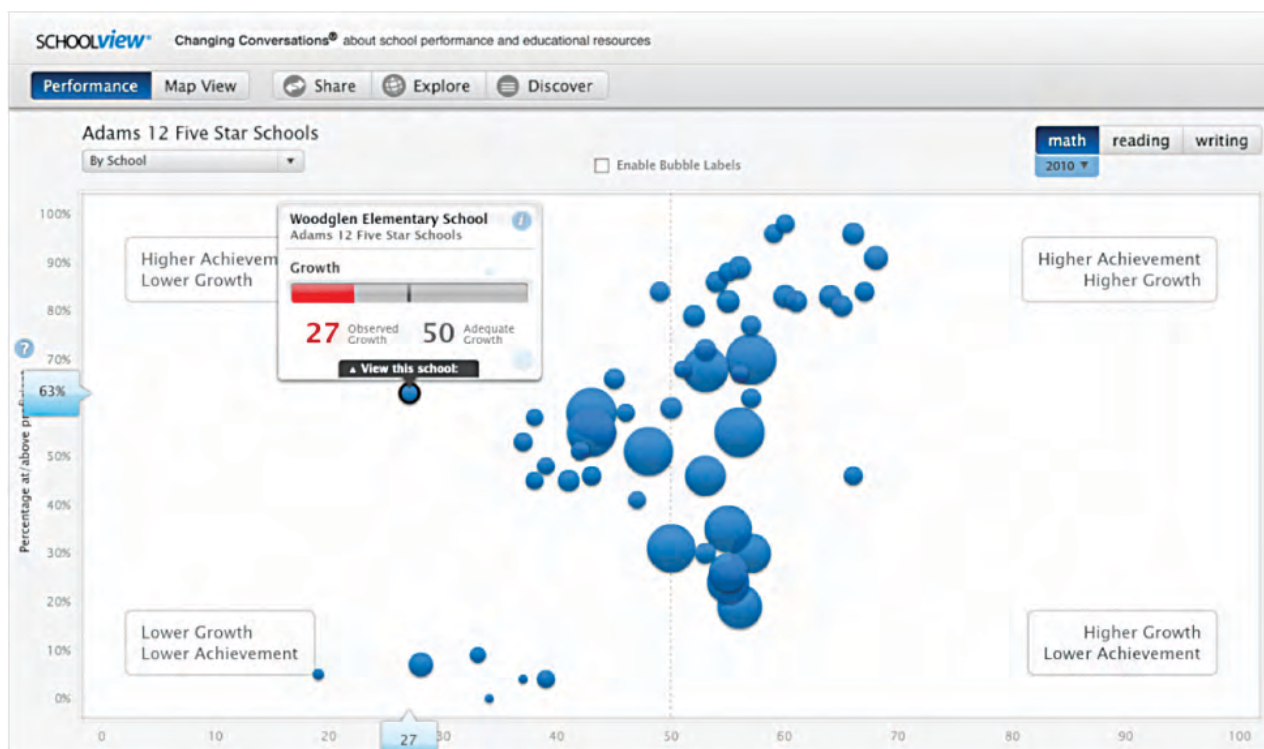 SCHOOLVIEW® Changing Conversations® about school performance and educational resources
Performance Map View Share Explore Discover
Adams 12 Five Star Schools
By School
Enable Bubble Labels
math reading writing
2010
100%
90%
80%
70%
63%
50%
40%
30%
20%
10%
0%
?
Percentage at/above
Higher Achievem
Lower Growth
Woodglen Elementary School
Adams 12 Five Star Schools
i
Growth
27 Observed Growth 50 Adequate Growth
View this school:
Higher Achievement
Higher Growth
Lower Growth
Lower Achievement
Higher Growth
Lower Achievement
0 10 20 27 30 40 50 60 70 80 90 100